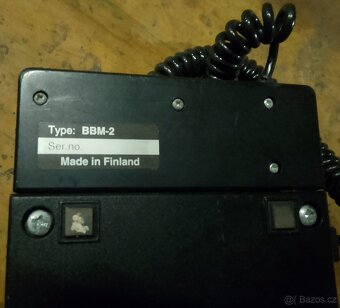 Type: BBM-2
Ser.no.
Made in Finland
Bazos.cz